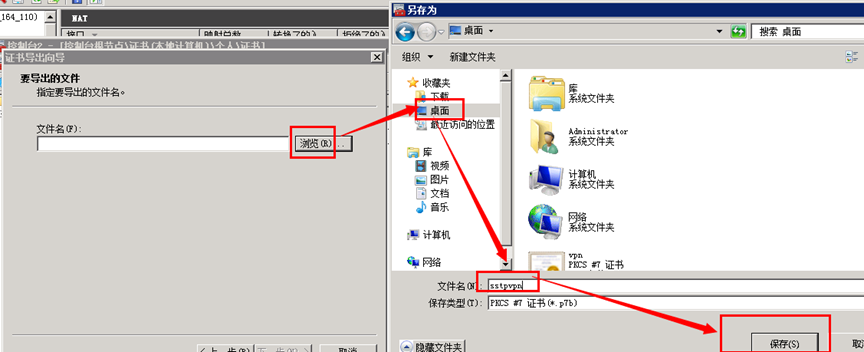 _164_110)
NAT
接口
映射总数
转换了的入
拒绝了的入
控制台2 - [控制台根节点\证书(本地计算机)\个人\证书]
证书导出向导
要导出的文件
指定要导出的文件名。
文件名(F):
浏览(R)...
< 上一步(B)
下一步(N) >
取消
另存为
桌面
搜索 桌面
组织
新建文件夹
收藏夹
下载
桌面
最近访问的位置
库
视频
图片
文档
音乐
计算机
网络
库
系统文件夹
Administrator
系统文件夹
计算机
系统文件夹
网络
系统文件夹
vpn
PKCS #7 证书
文件名(N):
sstpvpn
保存类型(T):
PKCS #7 证书(*.p7b)
隐藏文件夹
保存(S)